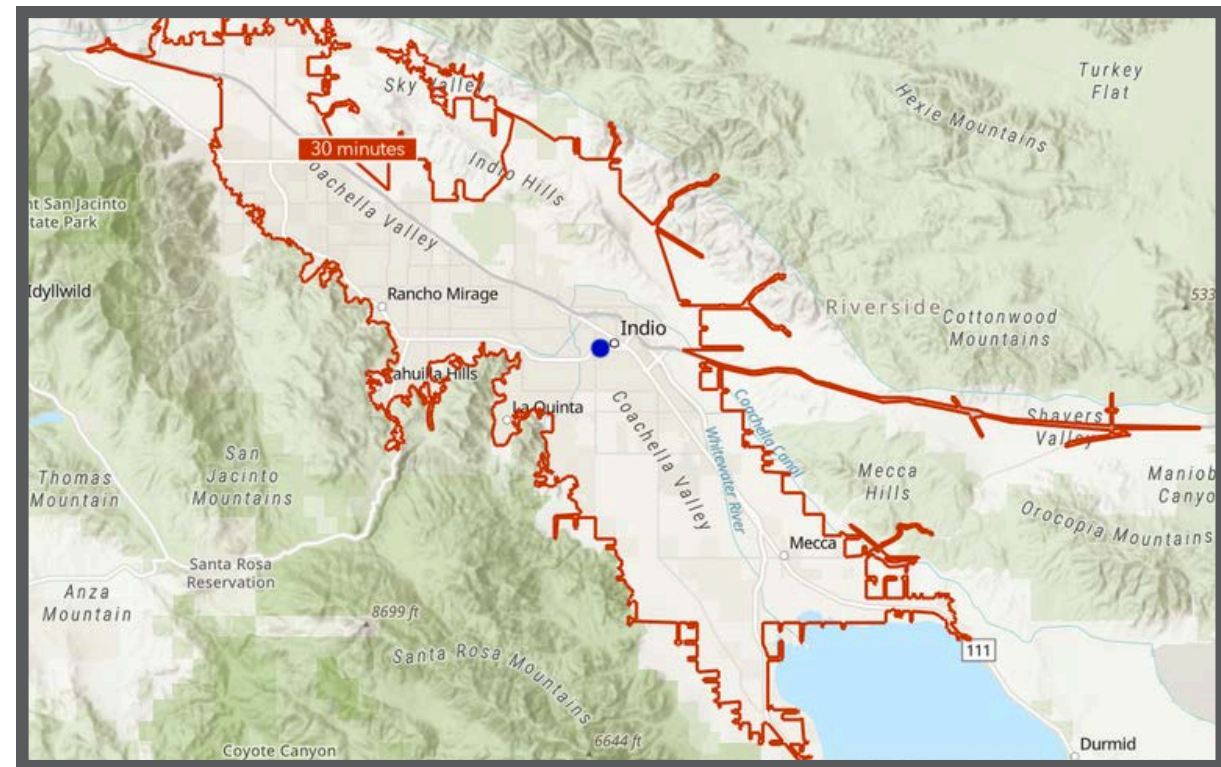 Turkey
Flat
Sky Valley
Hexie Mountains
30 minutes
Indio Hills
oachella Valley
nt San Jacinto
tate Park
Idyllwild
Rancho Mirage
Riverside
533
Cottonwood
Mountains
Indio
ahuilla Hills
La Quinta
Coachella Valley
Coachella Canal
Whitewater River
Shavers
Valley
San
Jacinto
Mountains
Thomas
Mountain
Mecca
Hills
Maniob
Canyo
Orocopia Mountains
Mecca
Santa Rosa
Reservation
Anza
Mountain
8699 ft
Santa Rosa Mountains
111
6644 ft
Coyote Canyon
Durmid